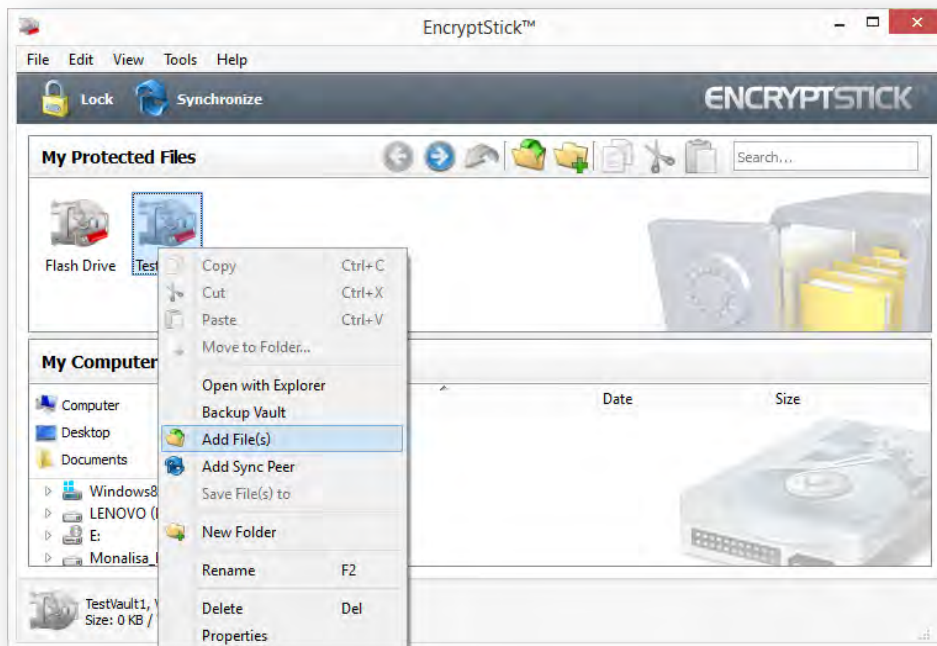 EncryptStick™
File Edit View Tools Help
Lock Synchronize ENCRYPTSTICK
My Protected Files Search...
Flash Drive Test
Copy Ctrl+C
Cut Ctrl+X
Paste Ctrl+V
Move to Folder...
My Computer
Open with Explorer
Computer Date Size
Backup Vault
Desktop
Add File(s)
Documents
Add Sync Peer
Windows8
Save File(s) to
LENOVO (
E:
New Folder
Monalisa_
Rename F2
TestVault1,
Delete Del
Size: 0 KB /
Properties